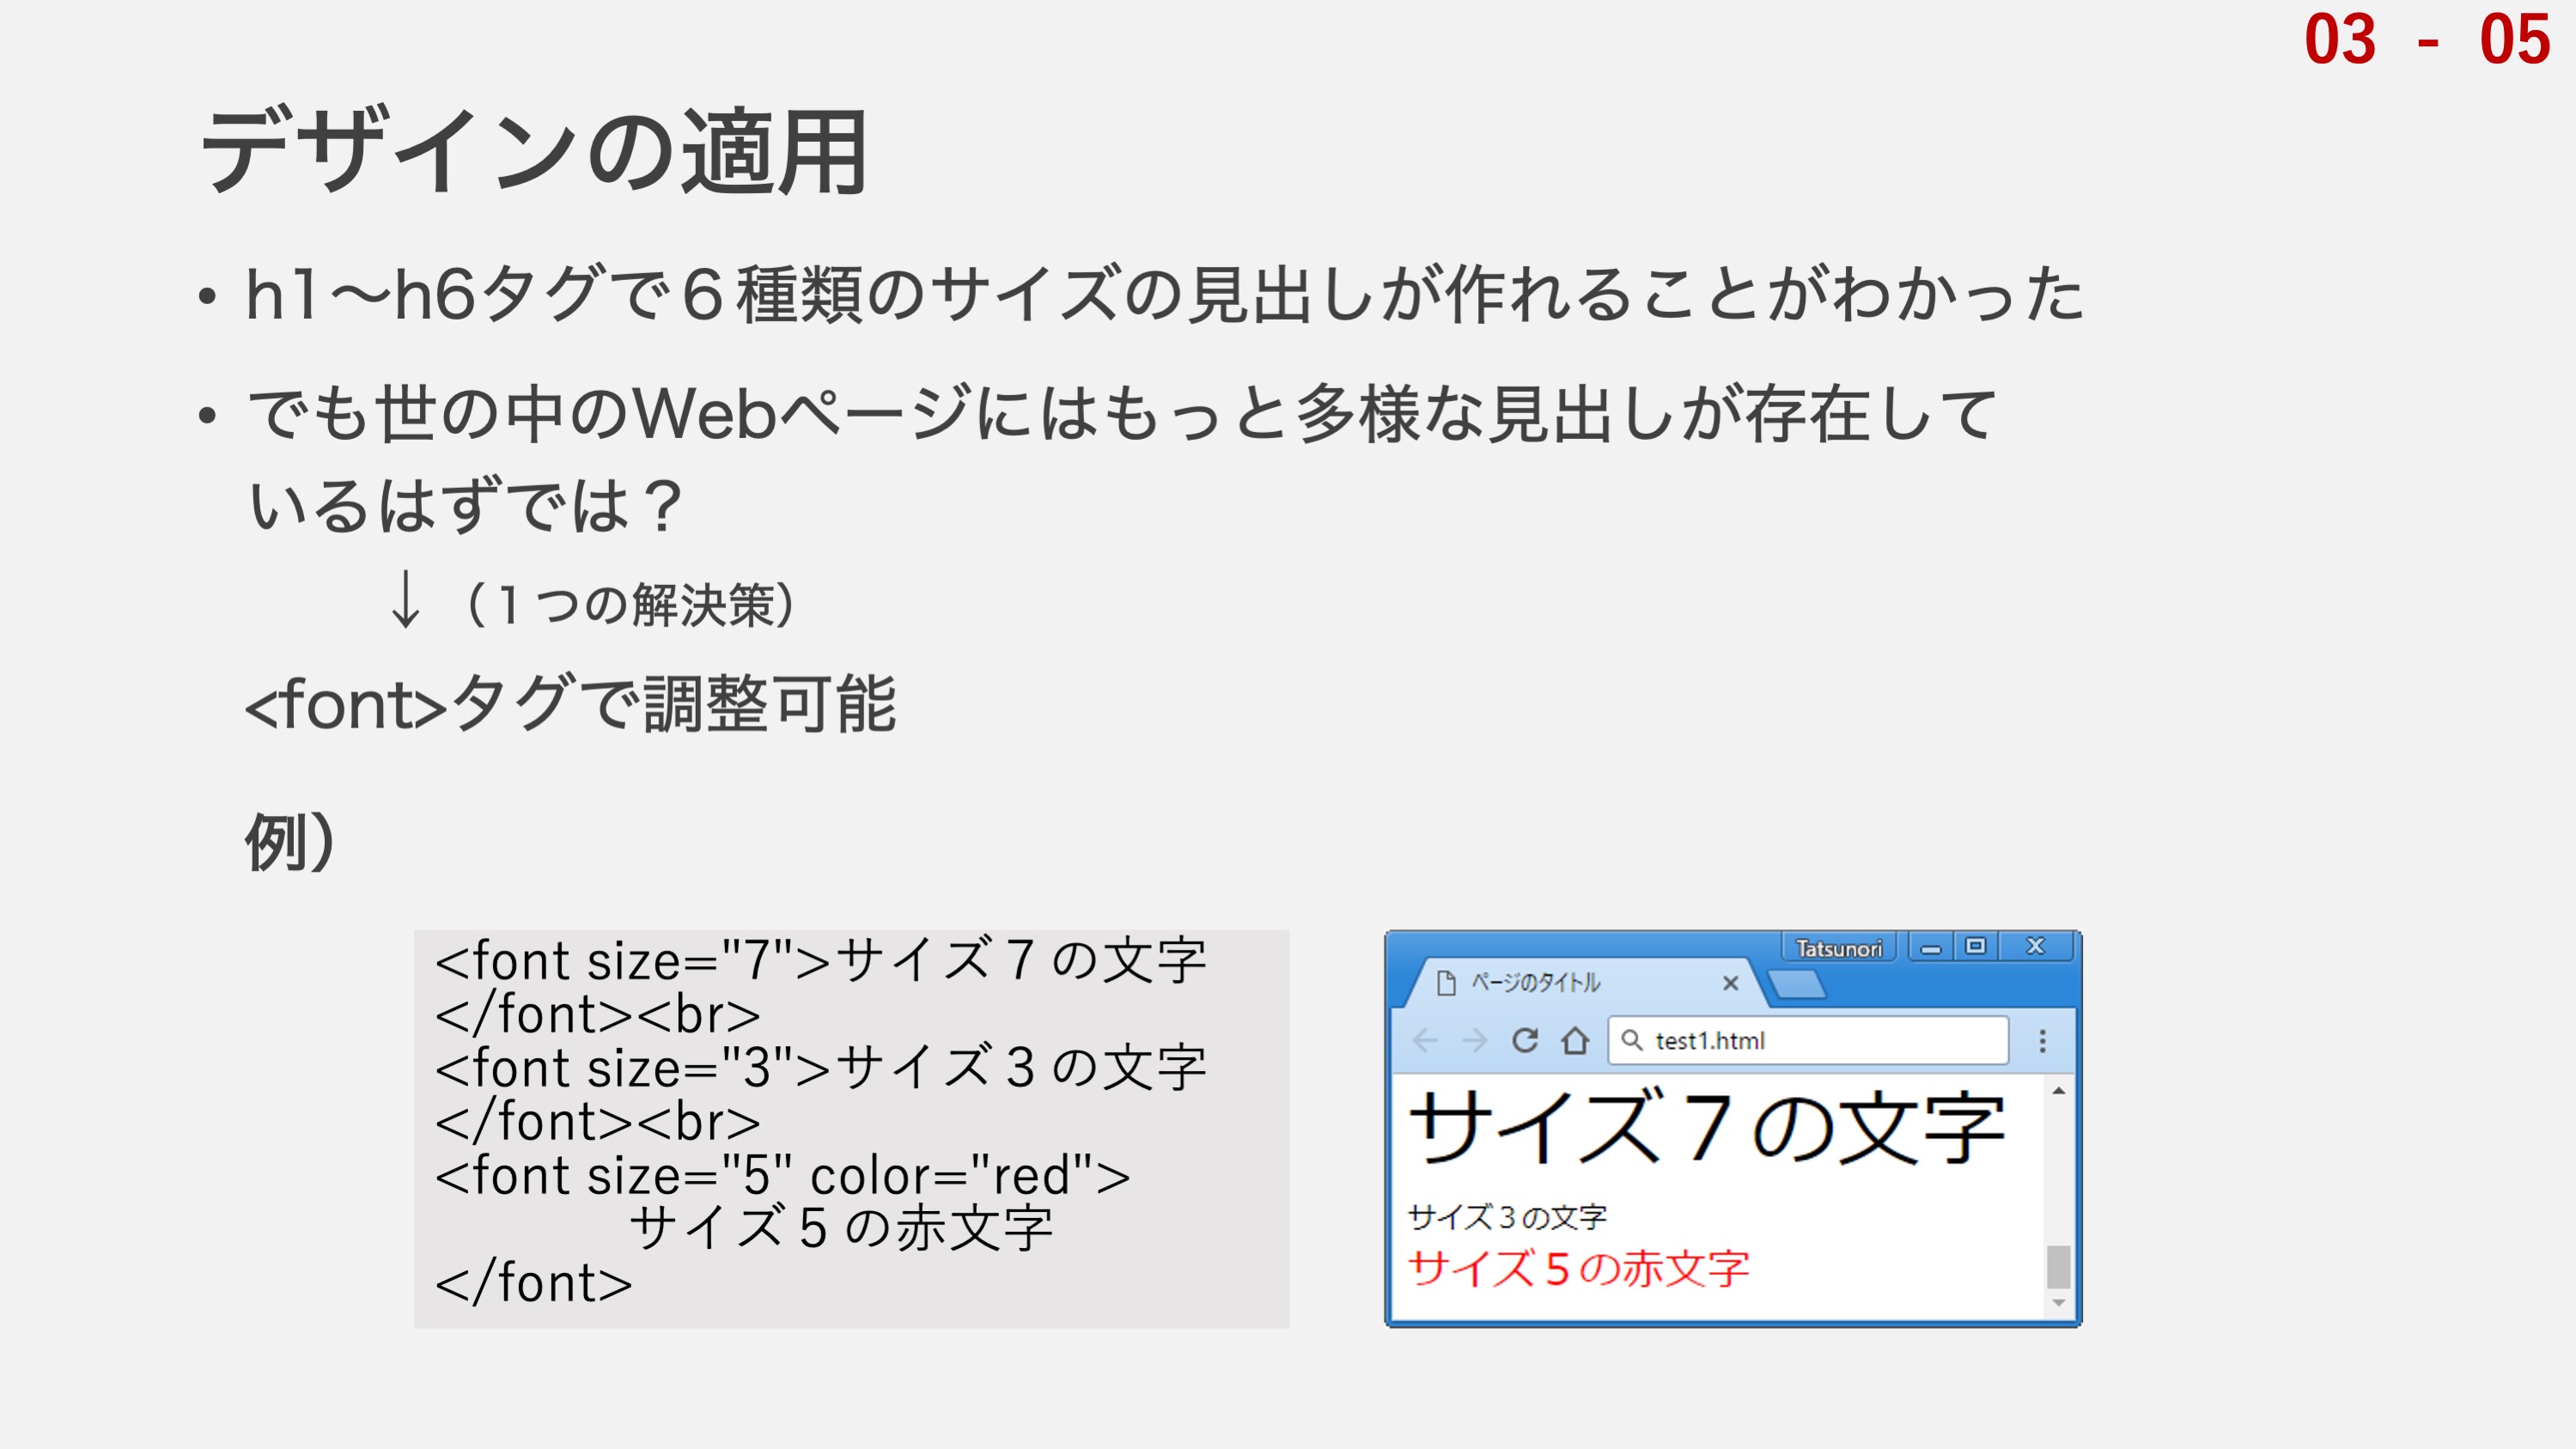 03 - 05
デザインの適用
• h1～h6タグで６種類のサイズの見出しが作れることがわかった
• でも世の中のWebページにはもっと多様な見出しが存在して
いるはずでは？
↓（１つの解決策）
<font>タグで調整可能
例）
<font size="7">サイズ７の文字
</font><br>
<font size="3">サイズ３の文字
</font><br>
<font size="5" color="red">
サイズ５の赤文字
</font>
Tatsunori
ページのタイトル
test1.html
サイズ７の文字
サイズ３の文字
サイズ５の赤文字